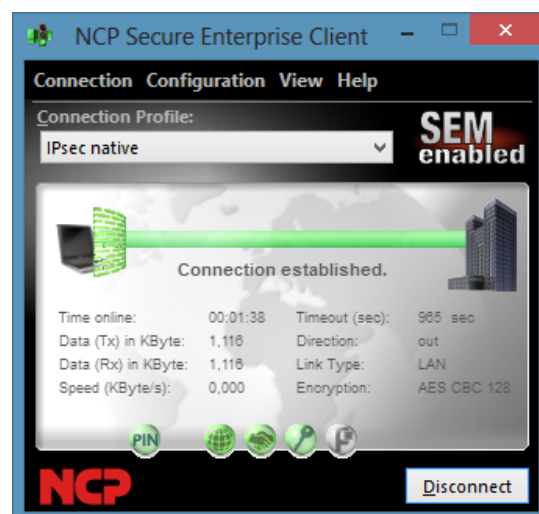 NCP Secure Enterprise Client
Connection Configuration View Help
Connection Profile:
SEM
enabled
IPsec native
Connection established.
Time online: 00:01:38 Timeout (sec): 965 sec
Data (Tx) in KByte: 1,116 Direction: out
Data (Rx) in KByte: 1,116 Link Type: LAN
Speed (KByte/s): 0,000 Encryption: AES CBC 128
PIN
NCP
Disconnect